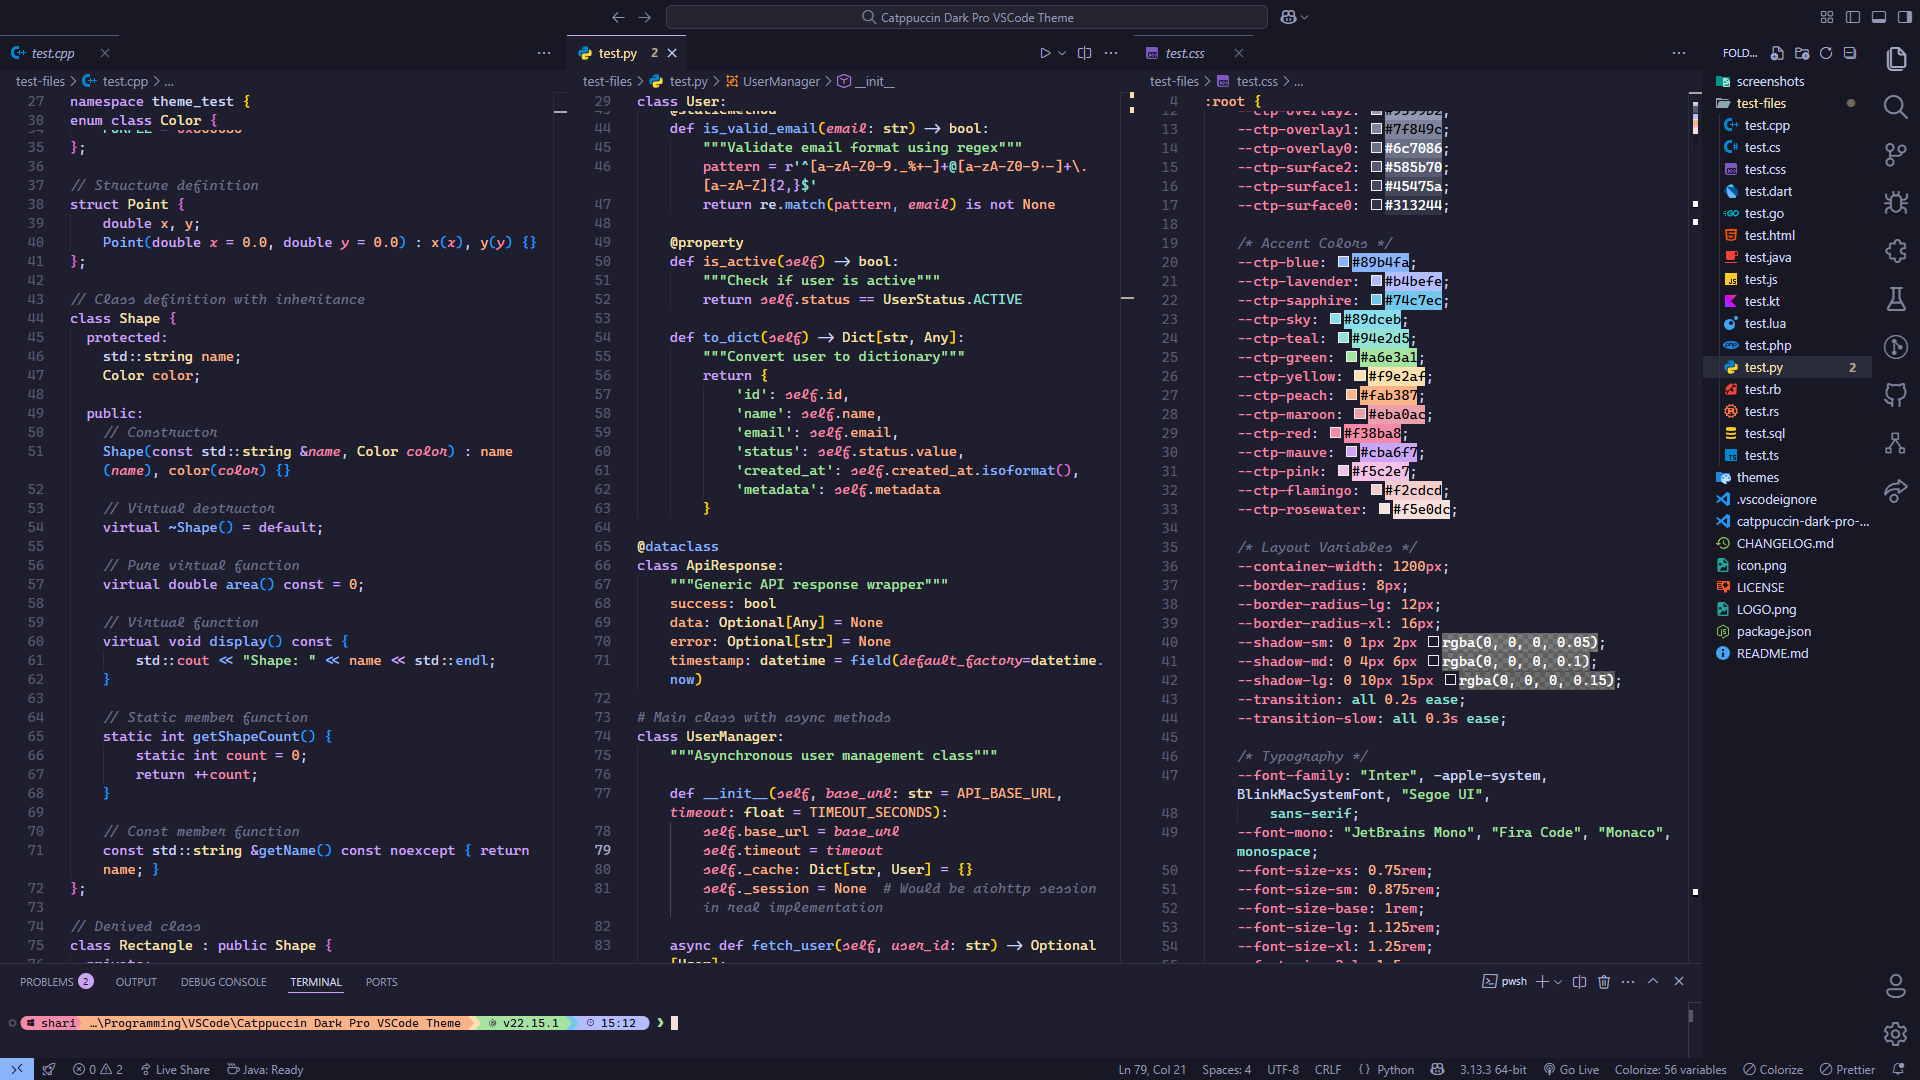 Catppuccin Dark Pro VSCode Theme
test.cpp
test-files > test.cpp > ...
27 namespace theme_test {
30 enum class Color {
35 };
36
37 // Structure definition
38 struct Point {
39 double x, y;
40 Point(double x = 0.0, double y = 0.0) : x(x), y(y) {}
41 };
42
43 // Class definition with inheritance
44 class Shape {
45 protected:
46 std::string name;
47 Color color;
48
49 public:
50 // Constructor
51 Shape(const std::string &name, Color color) : name
(name), color(color) {}
52
53 // Virtual destructor
54 virtual ~Shape() = default;
55
56 // Pure virtual function
57 virtual double area() const = 0;
58
59 // Virtual function
60 virtual void display() const {
61 std::cout << "Shape: " << name << std::endl;
62 }
63
64 // Static member function
65 static int getShapeCount() {
66 static int count = 0;
67 return ++count;
68 }
69
70 // Const member function
71 const std::string &getName() const noexcept { return
name; }
72 };
73
74 // Derived class
75 class Rectangle : public Shape {
test.py 2
test-files > test.py > UserManager > __init__
29 class User:
@staticmethod
44 def is_valid_email(email: str) -> bool:
45 """Validate email format using regex"""
46 pattern = r'^[a-zA-Z0-9._%+-]+@[a-zA-Z0-9.-]+\.
[a-zA-Z]{2,}$'
47 return re.match(pattern, email) is not None
48
49 @property
50 def is_active(self) -> bool:
51 """Check if user is active"""
52 return self.status == UserStatus.ACTIVE
53
54 def to_dict(self) -> Dict[str, Any]:
55 """Convert user to dictionary"""
56 return {
57 'id': self.id,
58 'name': self.name,
59 'email': self.email,
60 'status': self.status.value,
61 'created_at': self.created_at.isoformat(),
62 'metadata': self.metadata
63 }
64
65 @dataclass
66 class ApiResponse:
67 """Generic API response wrapper"""
68 success: bool
69 data: Optional[Any] = None
70 error: Optional[str] = None
71 timestamp: datetime = field(default_factory=datetime.
now)
72
73 # Main class with async methods
74 class UserManager:
75 """Asynchronous user management class"""
76
77 def __init__(self, base_url: str = API_BASE_URL,
timeout: float = TIMEOUT_SECONDS):
78 self.base_url = base_url
79 self.timeout = timeout
80 self._cache: Dict[str, User] = {}
81 self._session = None # Would be aiohttp session
in real implementation
82
83 async def fetch_user(self, user_id: str) -> Optional
[User]:
test.css
test-files > test.css > ...
4 :root {
13 --ctp-overlay1: #7f849c;
14 --ctp-overlay0: #6c7086;
15 --ctp-surface2: #585b70;
16 --ctp-surface1: #45475a;
17 --ctp-surface0: #313244;
18
19 /* Accent Colors */
20 --ctp-blue: #89b4fa;
21 --ctp-lavender: #b4befe;
22 --ctp-sapphire: #74c7ec;
23 --ctp-sky: #89dceb;
24 --ctp-teal: #94e2d5;
25 --ctp-green: #a6e3a1;
26 --ctp-yellow: #f9e2af;
27 --ctp-peach: #fab387;
28 --ctp-maroon: #eba0ac;
29 --ctp-red: #f38ba8;
30 --ctp-mauve: #cba6f7;
31 --ctp-pink: #f5c2e7;
32 --ctp-flamingo: #f2cdcd;
33 --ctp-rosewater: #f5e0dc;
34
35 /* Layout Variables */
36 --container-width: 1200px;
37 --border-radius: 8px;
38 --border-radius-lg: 12px;
39 --border-radius-xl: 16px;
40 --shadow-sm: 0 1px 2px rgba(0, 0, 0, 0.05);
41 --shadow-md: 0 4px 6px rgba(0, 0, 0, 0.1);
42 --shadow-lg: 0 10px 15px rgba(0, 0, 0, 0.15);
43 --transition: all 0.2s ease;
44 --transition-slow: all 0.3s ease;
45
46 /* Typography */
47 --font-family: "Inter", -apple-system,
BlinkMacSystemFont, "Segoe UI",
48 sans-serif;
49 --font-mono: "JetBrains Mono", "Fira Code", "Monaco",
monospace;
50 --font-size-xs: 0.75rem;
51 --font-size-sm: 0.875rem;
52 --font-size-base: 1rem;
53 --font-size-lg: 1.125rem;
54 --font-size-xl: 1.25rem;
FOLD...
screenshots
test-files
test.cpp
test.cs
test.css
test.dart
test.go
test.html
test.java
test.js
test.kt
test.lua
test.php
test.py 2
test.rb
test.rs
test.sql
test.ts
themes
.vscodeignore
catppuccin-dark-pro-...
CHANGELOG.md
icon.png
LICENSE
LOGO.png
package.json
README.md
PROBLEMS 2 OUTPUT DEBUG CONSOLE TERMINAL PORTS
pwsh
shari …\Programming\VSCode\Catppuccin Dark Pro VSCode Theme v22.15.1 15:12
0 2 Live Share Java: Ready
Ln 79, Col 21 Spaces: 4 UTF-8 CRLF { } Python 3.13.3 64-bit Go Live Colorize: 56 variables Colorize Prettier